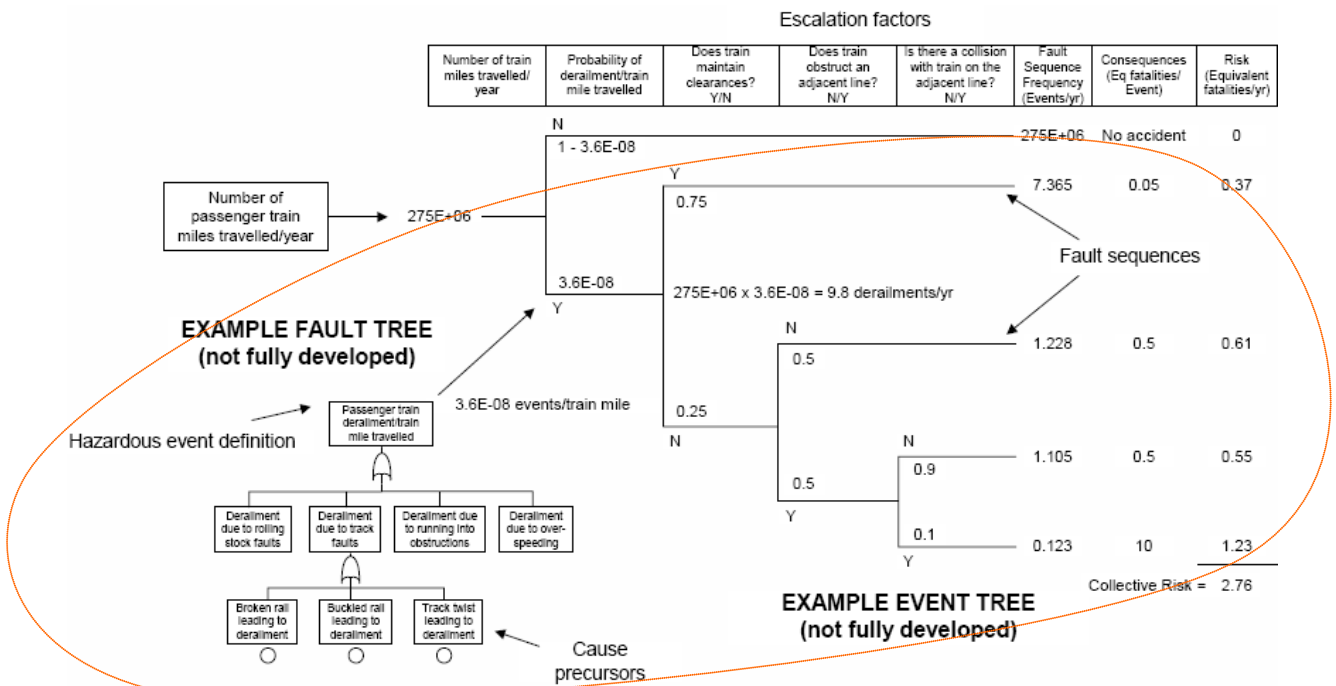 Escalation factors
Number of train
miles travelled/
year
Probability of
derailment/train
mile travelled
Does train
maintain
clearances?
Y/N
Does train
obstruct an
adjacent line?
N/Y
Is there a collision
with train on the
adjacent line?
N/Y
Fault
Sequence
Frequency
(Events/yr)
Consequences
(Eq fatalities/
Event)
Risk
(Equivalent
fatalities/yr)
N
1 - 3.6E-08
275E+06 No accident 0
Number of
passenger train
miles travelled/year
275E+06
Y
0.75
7.365 0.05 0.37
Fault sequences
3.6E-08
Y
275E+06 x 3.6E-08 = 9.8 derailments/yr
EXAMPLE FAULT TREE
(not fully developed)
N
0.5
1.228 0.5 0.61
3.6E-08 events/train mile
0.25
N
Hazardous event definition
Passenger train
derailment/train
mile travelled
N
0.9
1.105 0.5 0.55
0.5
Y
0.1
Y
0.123 10 1.23
Collective Risk = 2.76
Derailment
due to rolling
stock faults
Derailment
due to track
faults
Derailment due
to running into
obstructions
Derailment
due to over-
speeding
Broken rail
leading to
derailment
Buckled rail
leading to
derailment
Track twist
leading to
derailment
Cause
precursors
EXAMPLE EVENT TREE
(not fully developed)